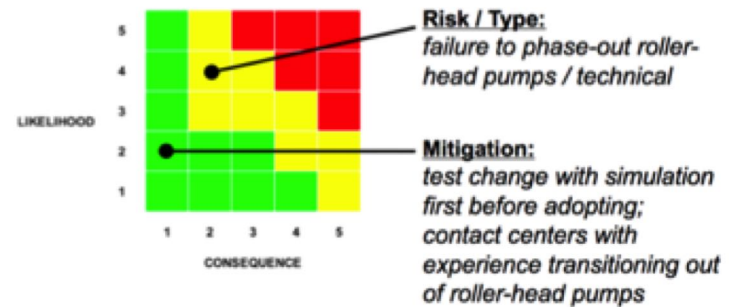 5
4
3
2
1
LIKELIHOOD
1 2 3 4 5
CONSEQUENCE
Risk / Type:
failure to phase-out roller-
head pumps / technical
Mitigation:
test change with simulation
first before adopting;
contact centers with
experience transitioning out
of roller-head pumps